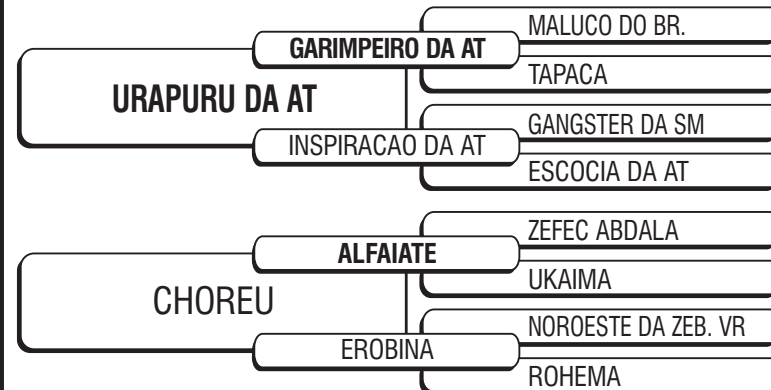 MALUCO DO BR.
GARIMPEIRO DA AT
TAPACA
URAPURU DA AT
GANGSTER DA SM
INSPIRACAO DA AT
ESCOCIA DA AT
ZEFEC ABDALA
ALFAIATE
UKAIMA
CHOREU
NOROESTE DA ZEB. VR
EROBINA
ROHEMA